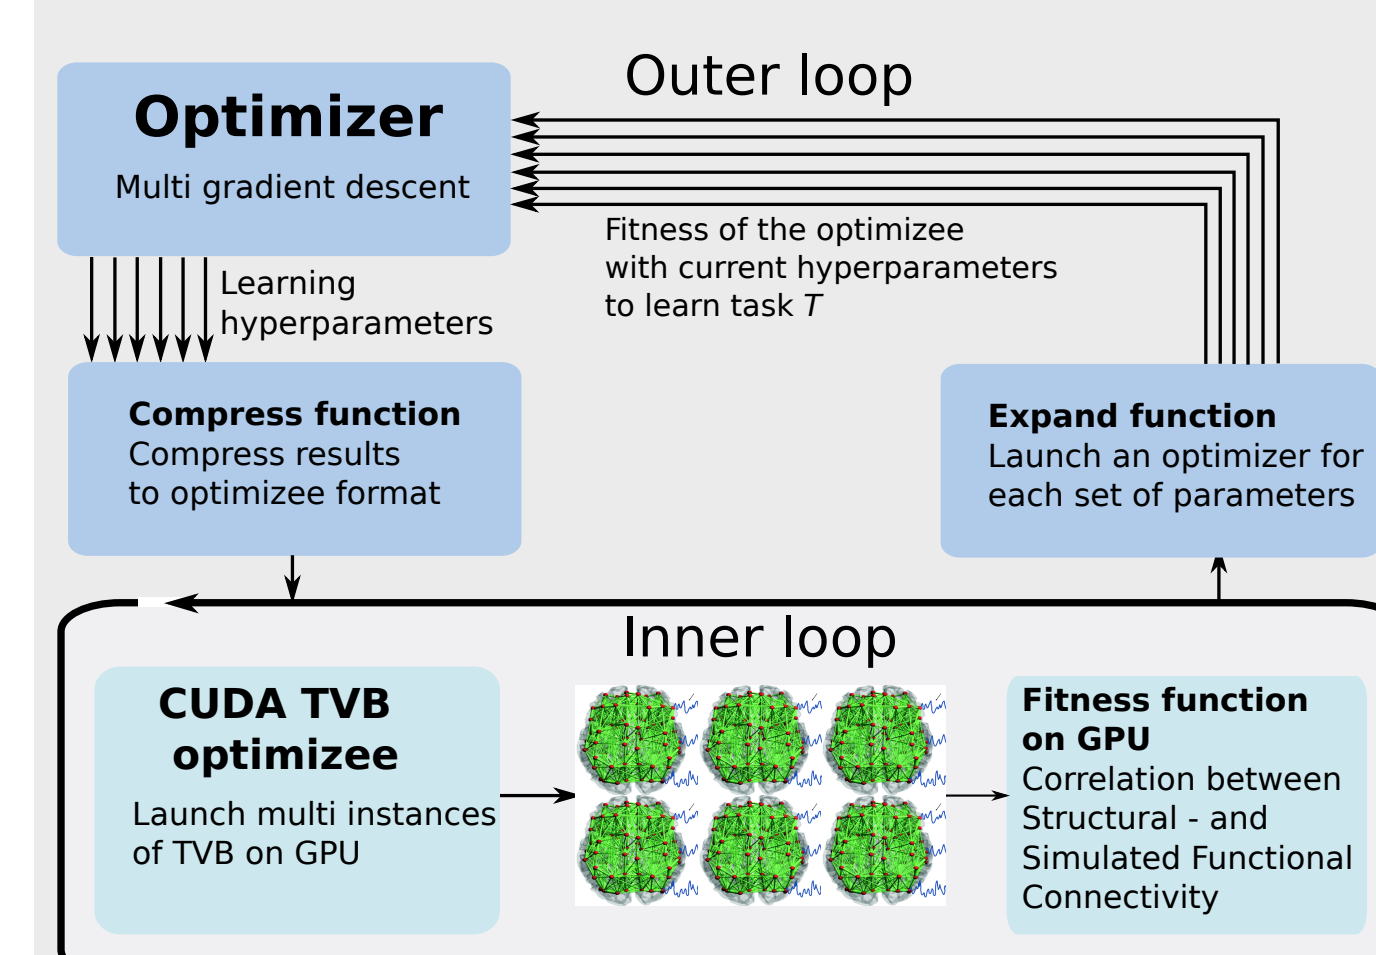 Outer loop
Optimizer
Multi gradient descent
Fitness of the optimizee
with current hyperparameters
to learn task T
Learning
hyperparameters
Compress function
Compress results
to optimizee format
Expand function
Launch an optimizer for
each set of parameters
Inner loop
CUDA TVB
optimizee
Launch multi instances
of TVB on GPU
Fitness function
on GPU
Correlation between
Structural - and
Simulated Functional
Connectivity